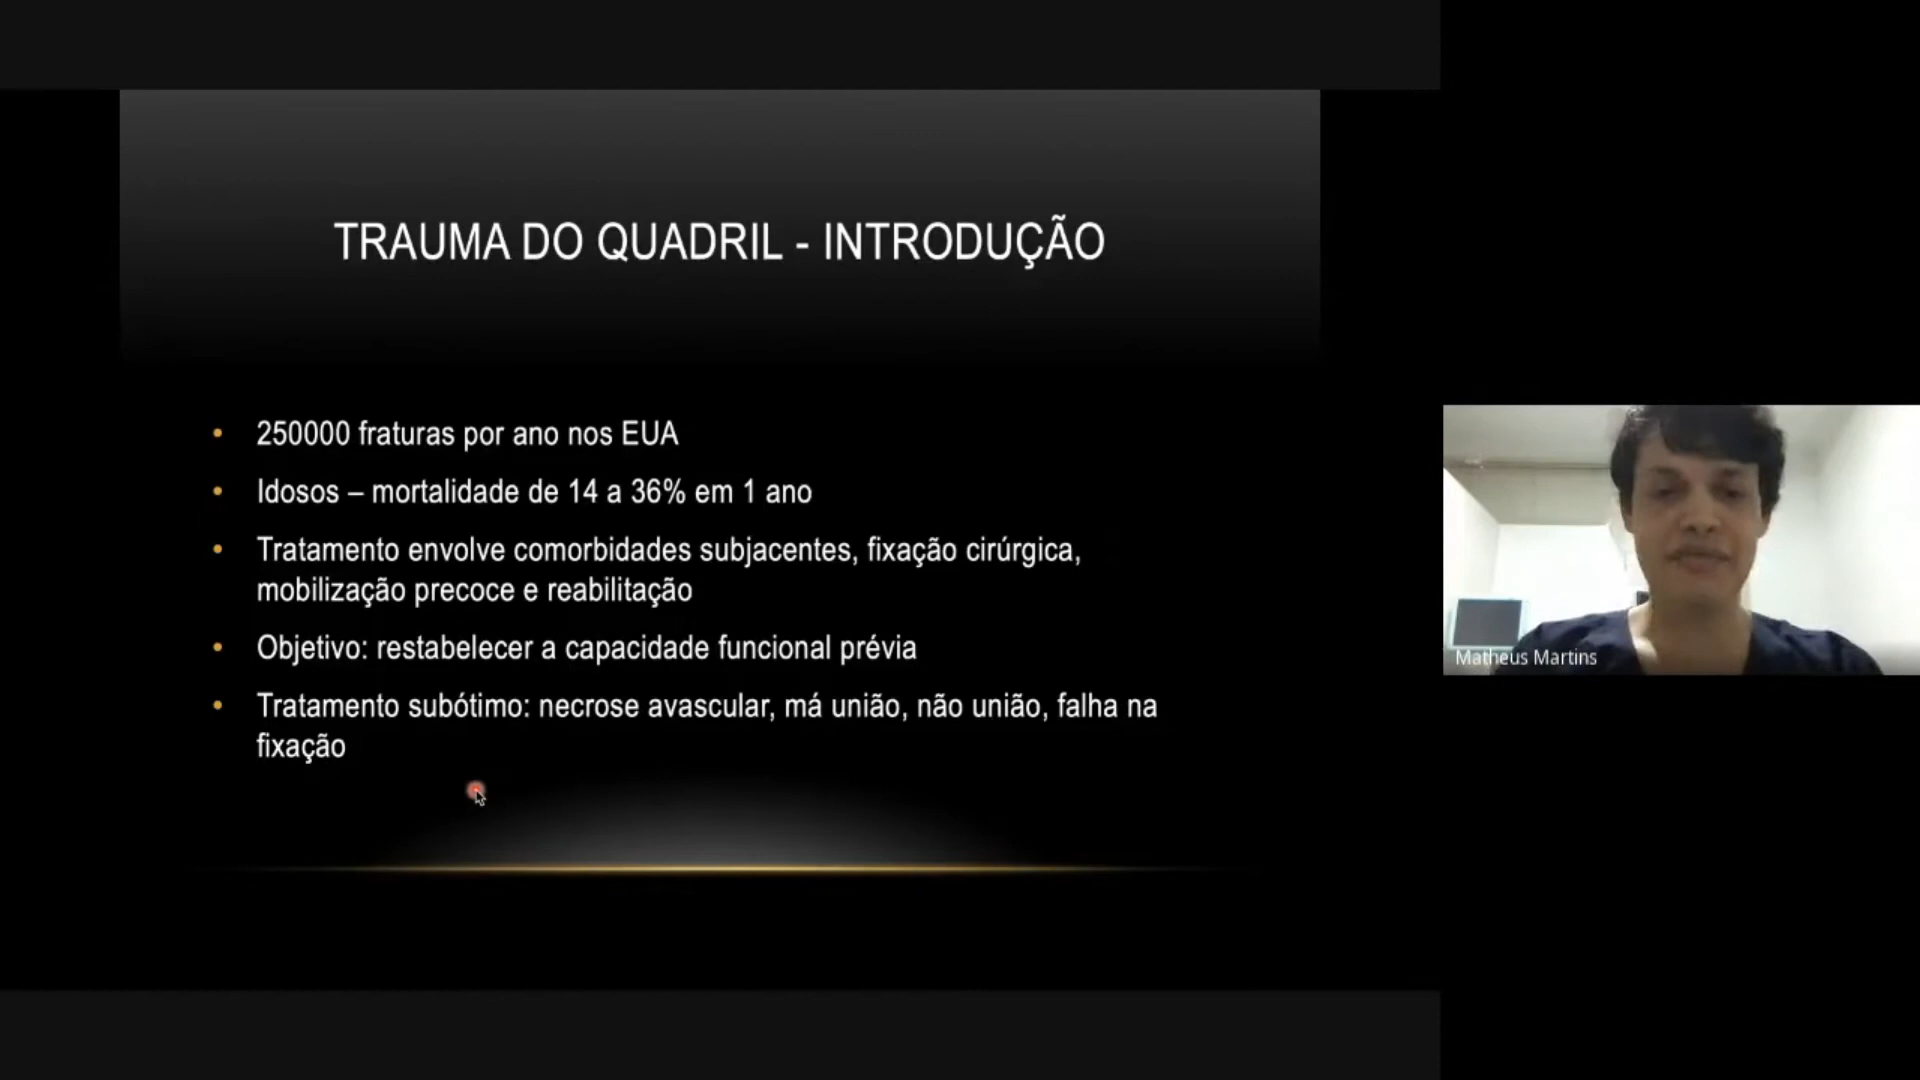 TRAUMA DO QUADRIL - INTRODUÇÃO
• 250000 fraturas por ano nos EUA
• Idosos – mortalidade de 14 a 36% em 1 ano
• Tratamento envolve comorbidades subjacentes, fixação cirúrgica,
mobilização precoce e reabilitação
• Objetivo: restabelecer a capacidade funcional prévia
• Tratamento subótimo: necrose avascular, má união, não união, falha na
fixação
Matheus Martins